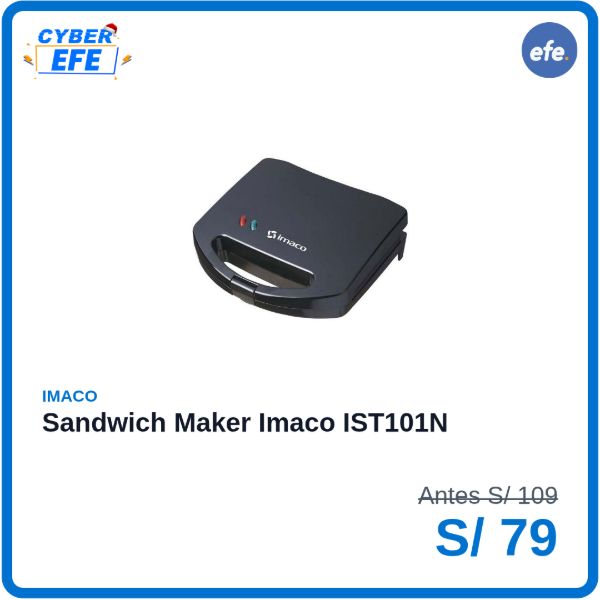 CYBER
EFE
efe.
imaco
IMACO
Sandwich Maker Imaco IST101N
Antes S/ 109
S/ 79